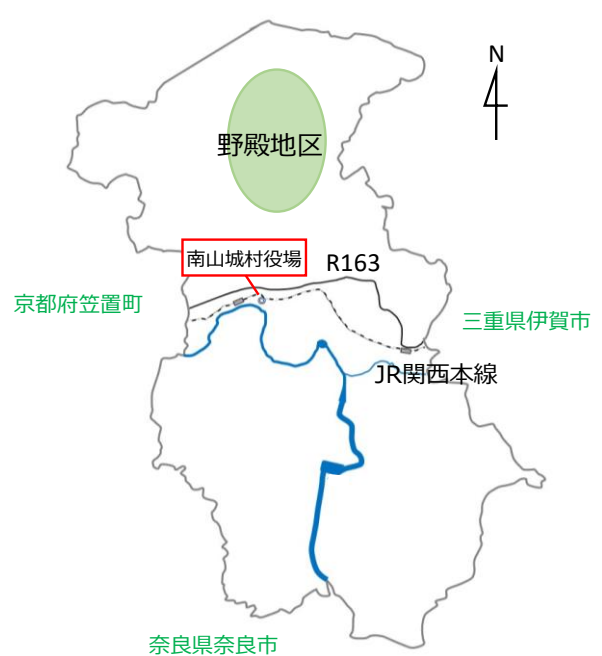 N
野殿地区
南山城村役場
R163
京都府笠置町
三重県伊賀市
JR関西本線
奈良県奈良市